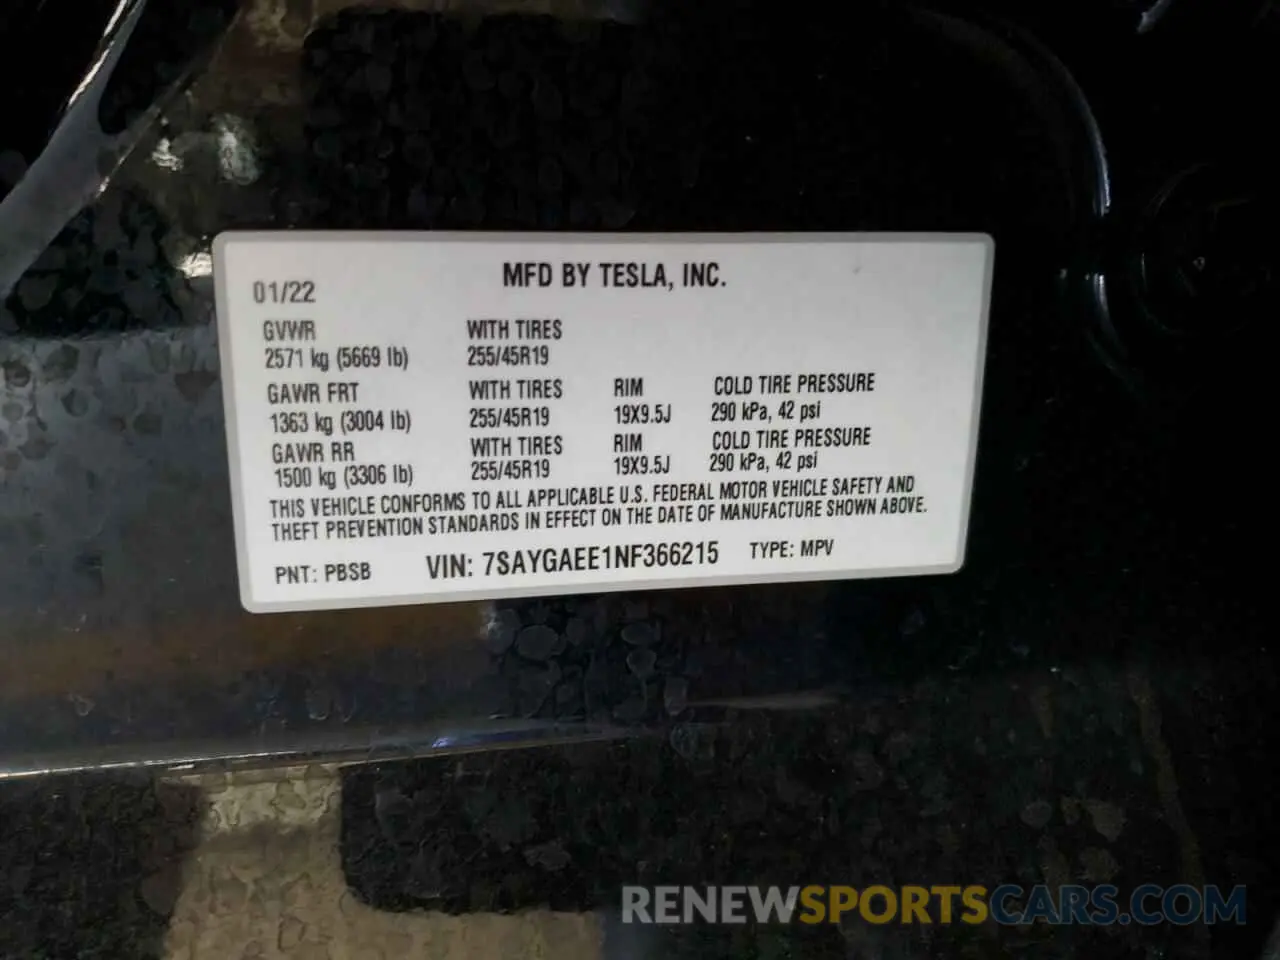 MFD BY TESLA, INC.
01/22
GVWR WITH TIRES
2571 kg (5669 lb) 255/45R19
GAWR FRT WITH TIRES RIM COLD TIRE PRESSURE
1363 kg (3004 lb) 255/45R19 19X9.5J 290 kPa, 42 psi
GAWR RR WITH TIRES RIM COLD TIRE PRESSURE
1500 kg (3306 lb) 255/45R19 19X9.5J 290 kPa, 42 psi
THIS VEHICLE CONFORMS TO ALL APPLICABLE U.S. FEDERAL MOTOR VEHICLE SAFETY AND
THEFT PREVENTION STANDARDS IN EFFECT ON THE DATE OF MANUFACTURE SHOWN ABOVE.
PNT: PBSB VIN: 7SAYGAEE1NF366215 TYPE: MPV
RENEWSPORTSCARS.COM